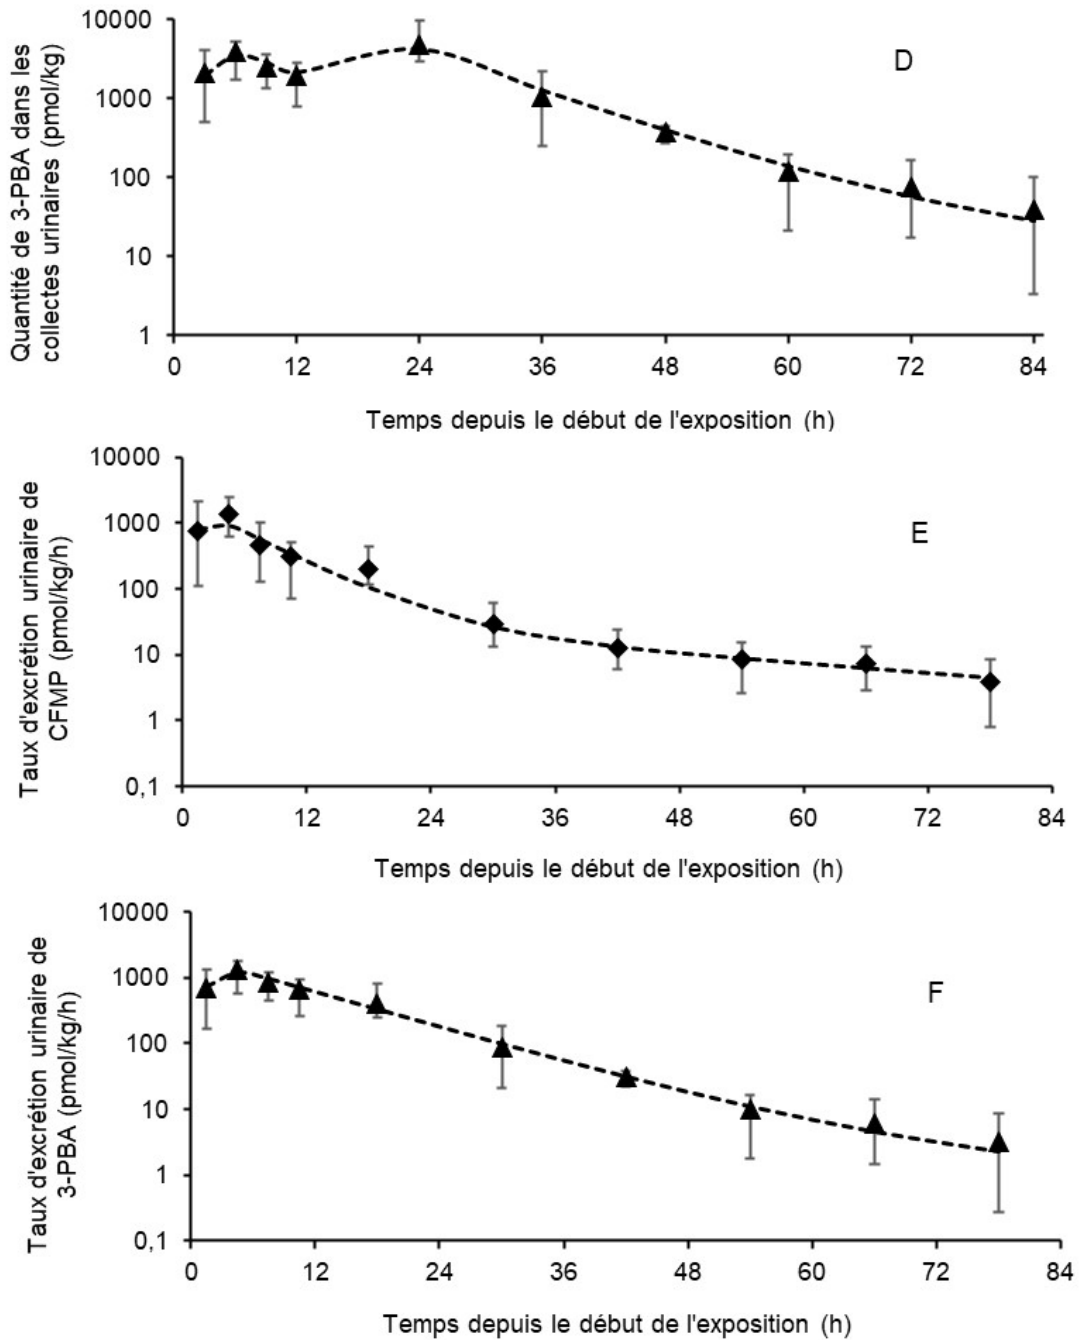 Quantité de 3-PBA dans les
collectes urinaires (pmol/kg)
10000
1000
100
10
1
D
0 12 24 36 48 60 72 84
Temps depuis le début de l'exposition (h)
Taux d'excrétion urinaire de
CFMP (pmol/kg/h)
10000
1000
100
10
1
0,1
E
0 12 24 36 48 60 72 84
Temps depuis le début de l'exposition (h)
Taux d'excrétion urinaire de
3-PBA (pmol/kg/h)
10000
1000
100
10
1
0,1
F
0 12 24 36 48 60 72 84
Temps depuis le début de l'exposition (h)